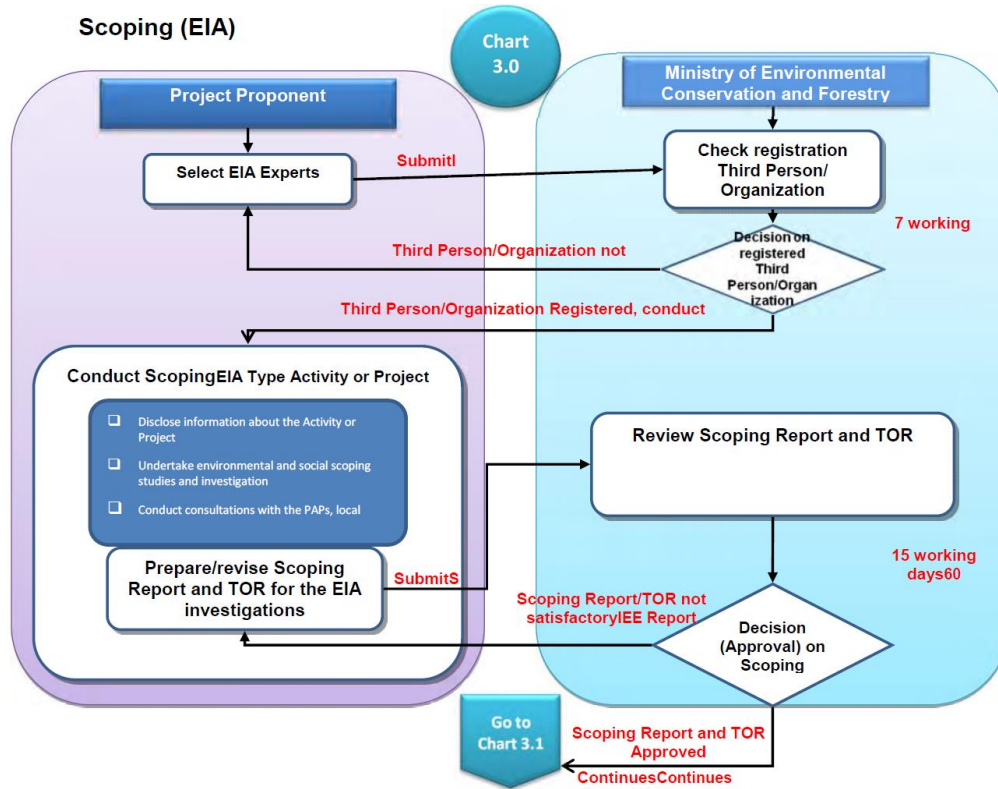 Scoping (EIA)
Chart
3.0
Project Proponent
Ministry of Environmental
Conservation and Forestry
Select EIA Experts
SubmitI
Check registration
Third Person/
Organization
7 working
Third Person/Organization not
Decision on
registered
Third
Person/Organ
ization
Third Person/Organization Registered, conduct
Conduct ScopingEIA Type Activity or Project
❑ Disclose information about the Activity or
Project
❑ Undertake environmental and social scoping
studies and investigation
❑ Conduct consultations with the PAPs, local
Review Scoping Report and TOR
Prepare/revise Scoping
Report and TOR for the EIA
investigations
SubmitS
15 working
days60
Scoping Report/TOR not
satisfactoryIEE Report
Decision
(Approval) on
Scoping
Go to
Chart 3.1
Scoping Report and TOR
Approved
ContinuesContinues